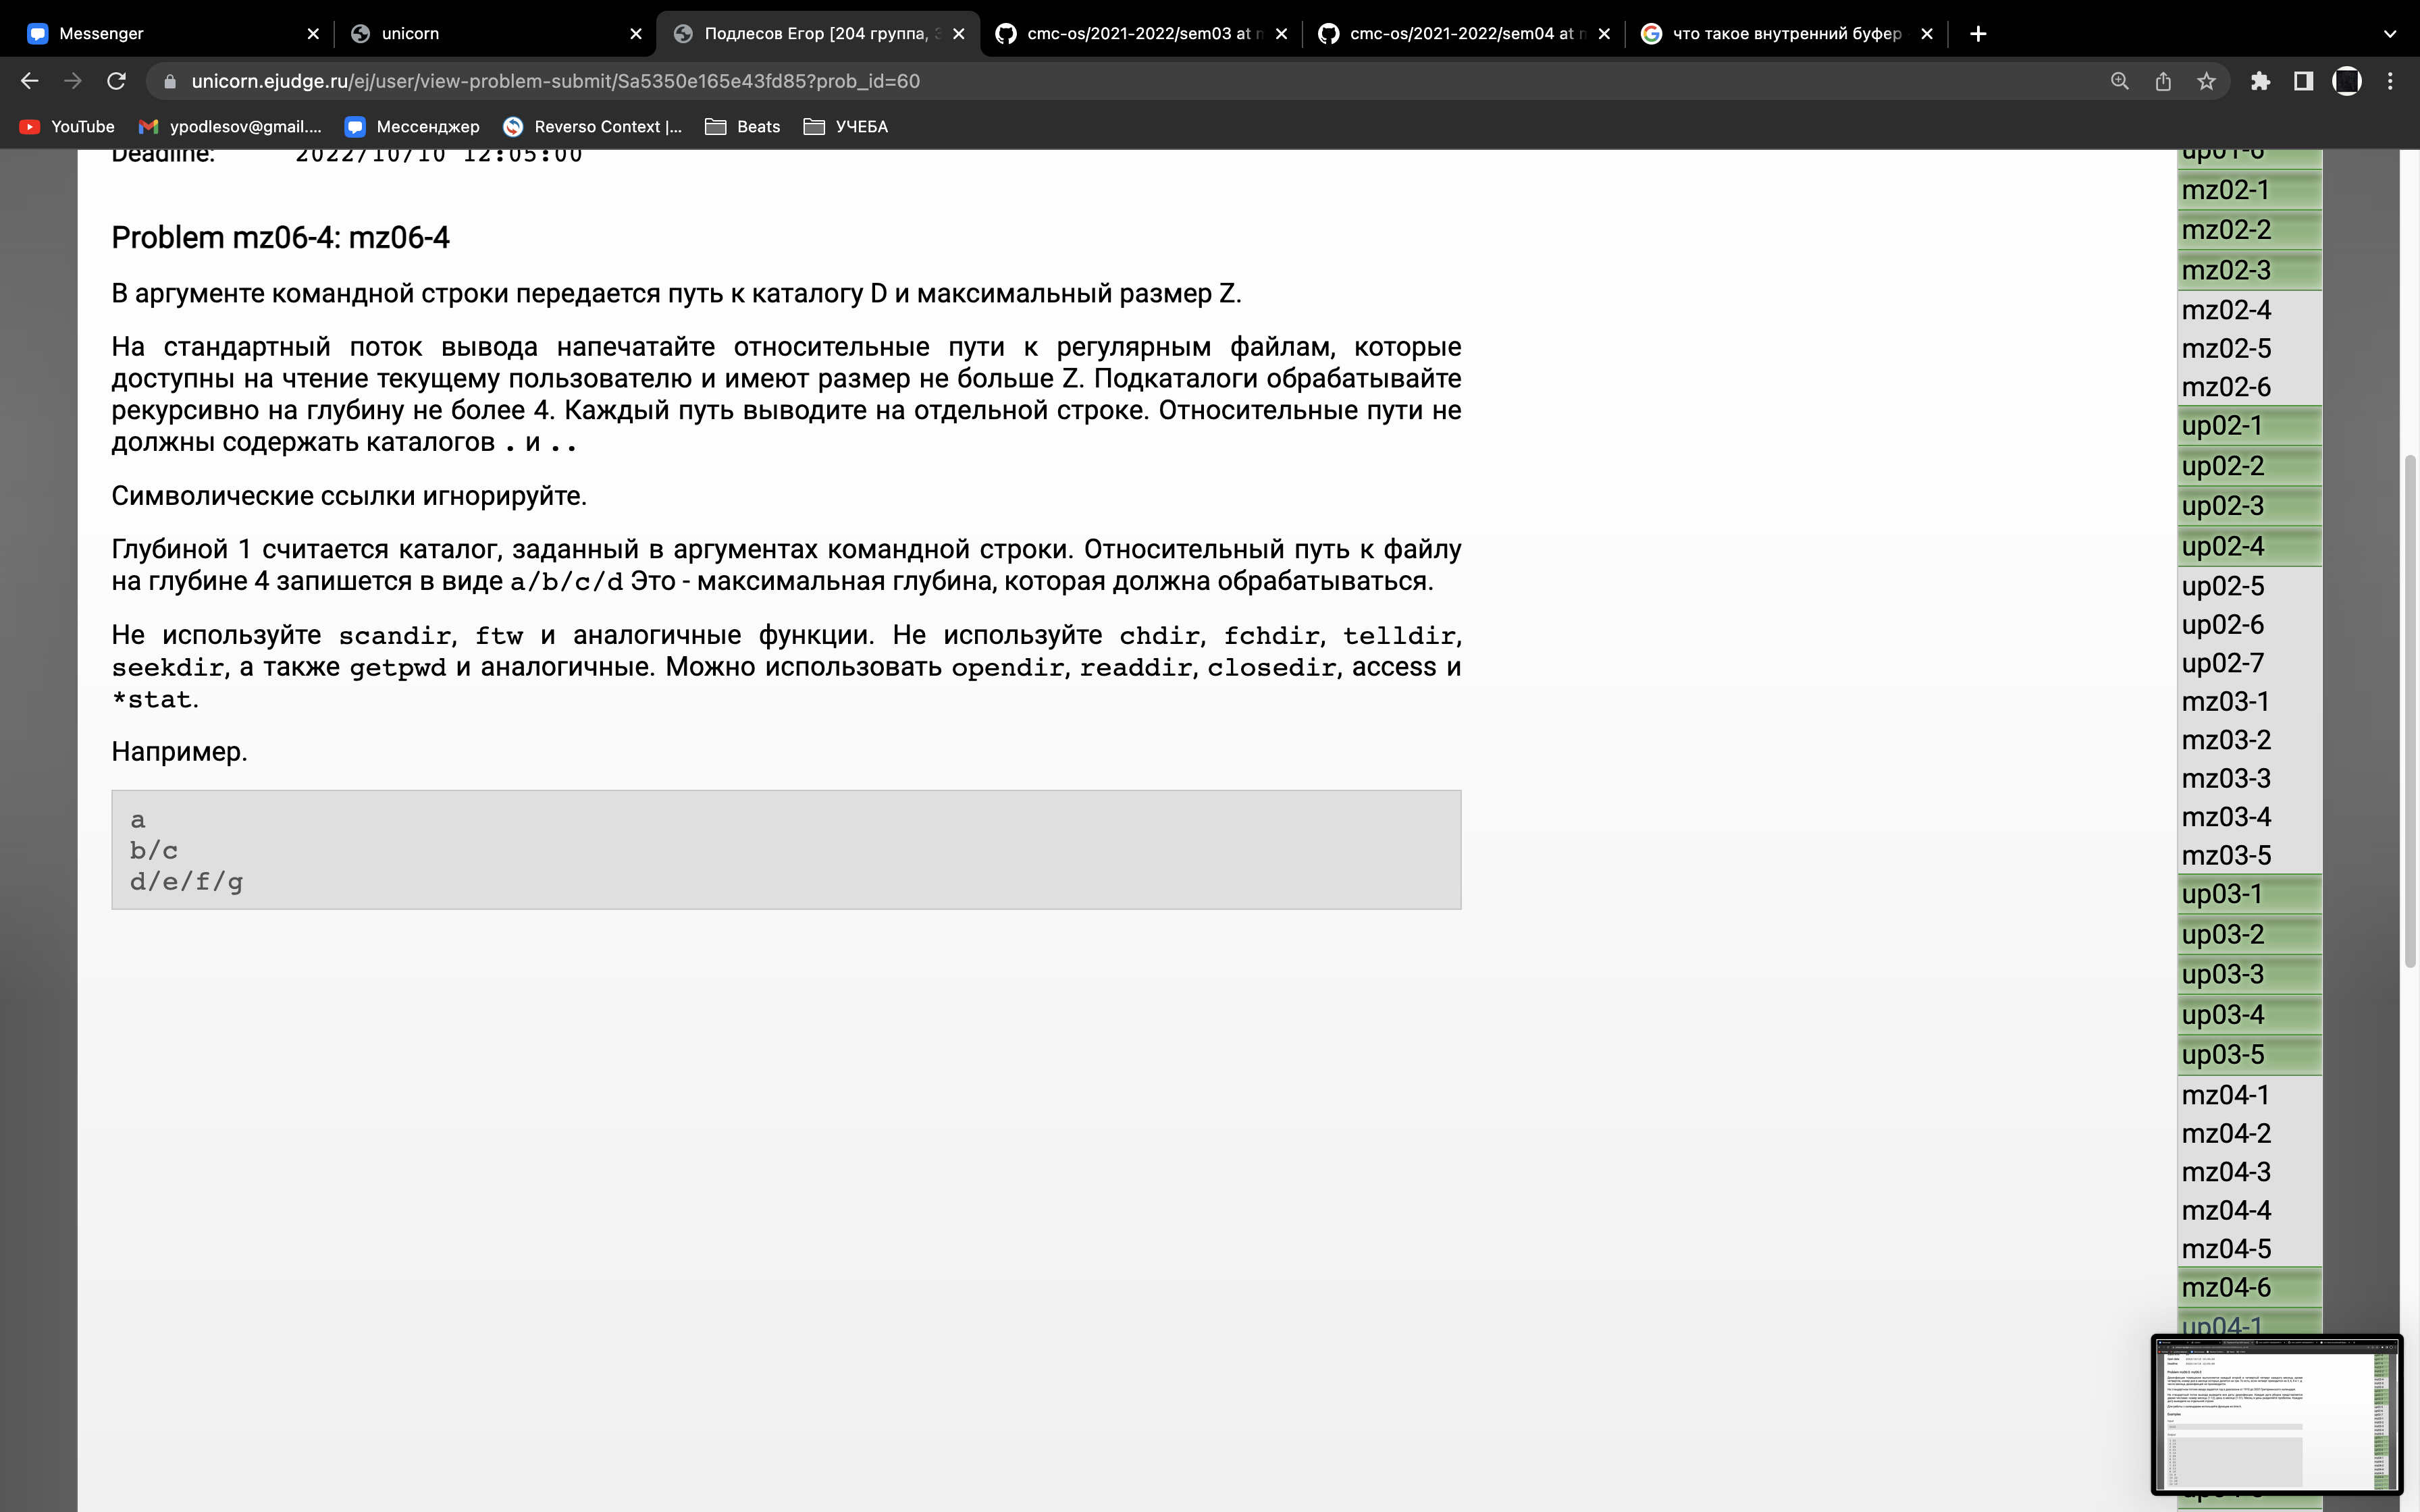 Messenger
unicorn
Подлесов Егор [204 группа,
cmc-os/2021-2022/sem03 at
cmc-os/2021-2022/sem04 at
что такое внутренний буфер
unicorn.ejudge.ru/ej/user/view-problem-submit/Sa5350e165e43fd85?prob_id=60
YouTube
ypodlesov@gmail....
Мессенджер
Reverso Context |...
Beats
УЧЕБА
Deadline: 2022/10/10 12:05:00
Problem mz06-4: mz06-4
В аргументе командной строки передается путь к каталогу D и максимальный размер Z.
На стандартный поток вывода напечатайте относительные пути к регулярным файлам, которые
доступны на чтение текущему пользователю и имеют размер не больше Z. Подкаталоги обрабатывайте
рекурсивно на глубину не более 4. Каждый путь выводите на отдельной строке. Относительные пути не
должны содержать каталогов . и ..
Символические ссылки игнорируйте.
Глубиной 1 считается каталог, заданный в аргументах командной строки. Относительный путь к файлу
на глубине 4 запишется в виде a/b/c/d Это - максимальная глубина, которая должна обрабатываться.
Не используйте scandir, ftw и аналогичные функции. Не используйте chdir, fchdir, telldir,
seekdir, а также getpwd и аналогичные. Можно использовать opendir, readdir, closedir, access и
*stat.
Например.
a
b/c
d/e/f/g
up01-6
mz02-1
mz02-2
mz02-3
mz02-4
mz02-5
mz02-6
up02-1
up02-2
up02-3
up02-4
up02-5
up02-6
up02-7
mz03-1
mz03-2
mz03-3
mz03-4
mz03-5
up03-1
up03-2
up03-3
up03-4
up03-5
mz04-1
mz04-2
mz04-3
mz04-4
mz04-5
mz04-6
up04-1